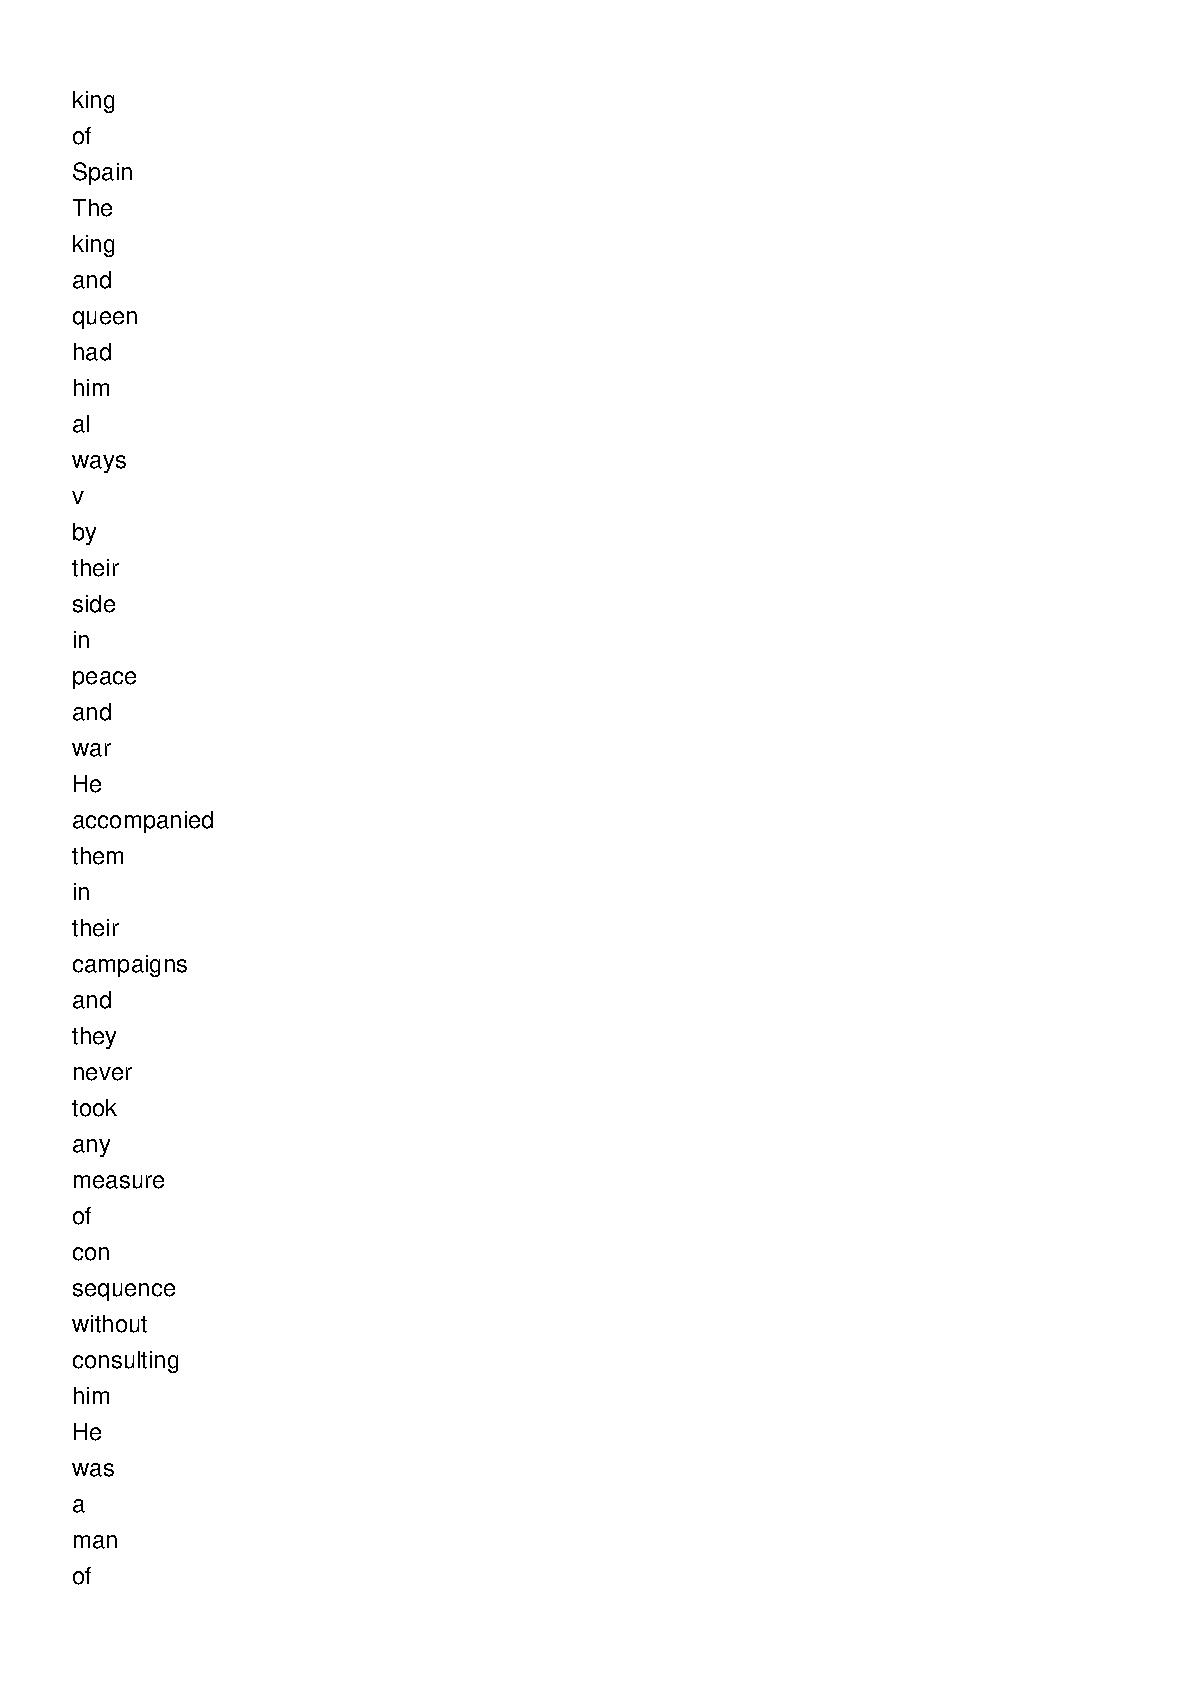 king
of
Spain
The
king
and
queen
had
him
al
ways
v
by
their
side
in
peace
and
war
He
accompanied
them
in
their
campaigns
and
they
never
took
any
measure
of
con
sequence
without
consulting
him
He
was
a
man
of